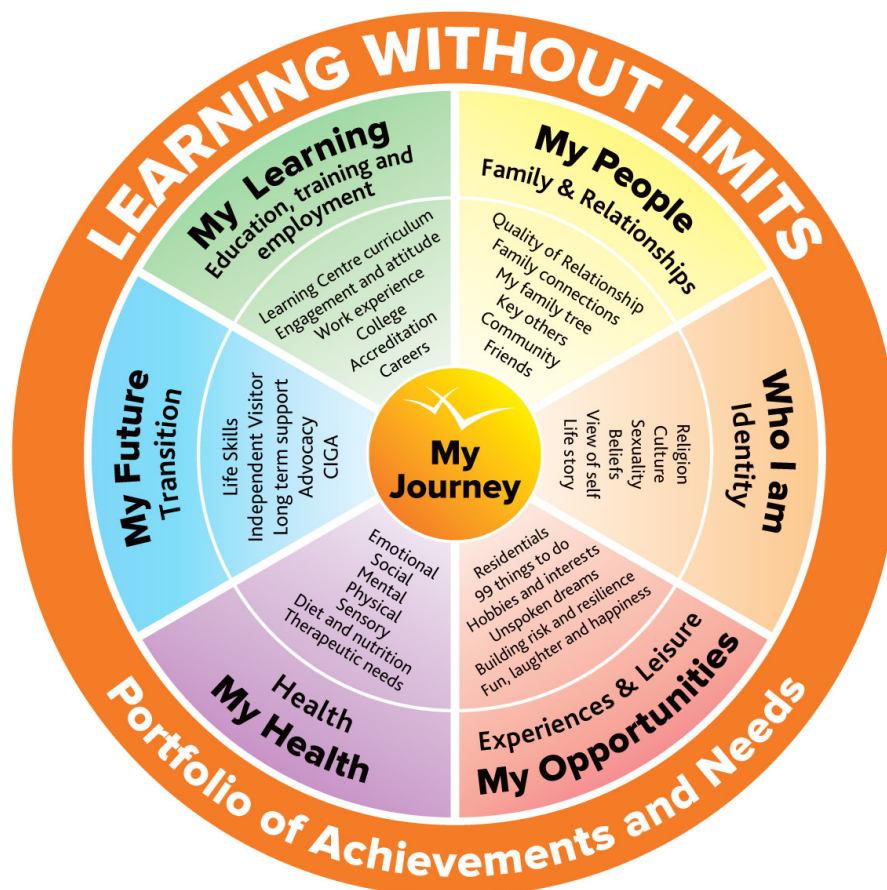 LEARNING WITHOUT LIMITS
My Learning
Education, training and
employment
Learning Centre curriculum
Engagement and attitude
Work experience
College
Accreditation
Careers
My People
Family & Relationships
Quality of Relationship
Family connections
My family tree
Key others
Community
Friends
Who I am
Identity
Religion
Culture
Sexuality
Beliefs
View of self
Life story
Residentials
99 things to do
Hobbies and interests
Unspoken dreams
Building risk and resilience
Fun, laughter and happiness
Experiences & Leisure
My Opportunities
Emotional
Social
Mental
Physical
Sensory
Diet and nutrition
Therapeutic needs
Health
My Health
My Future
Transition
Life Skills
Independent Visitor
Long term support
Advocacy
CIGA
My
Journey
Portfolio of Achievements and Needs